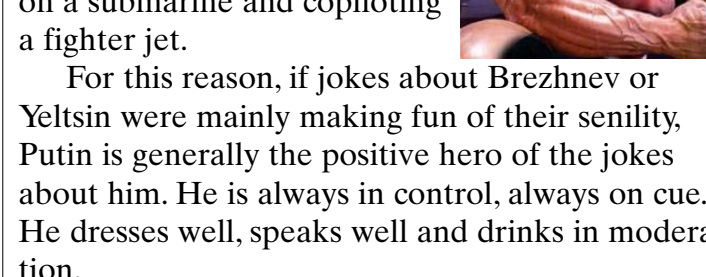 on a submarine and copiloting
a fighter jet.
For this reason, if jokes about Brezhnev or
Yeltsin were mainly making fun of their senility,
Putin is generally the positive hero of the jokes
about him. He is always in control, always on cue.
He dresses well, speaks well and drinks in modera
tion.